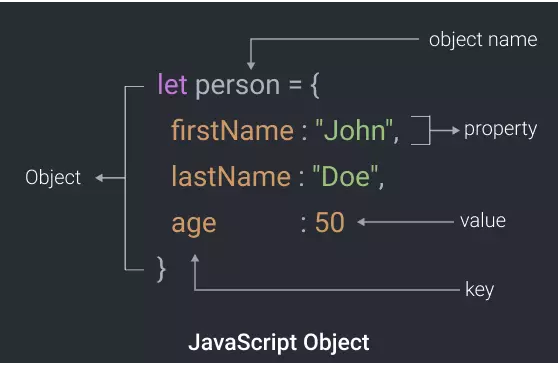 object name
let person = {
firstName : "John",
property
Object
lastName : "Doe",
age : 50
value
}
key
JavaScript Object